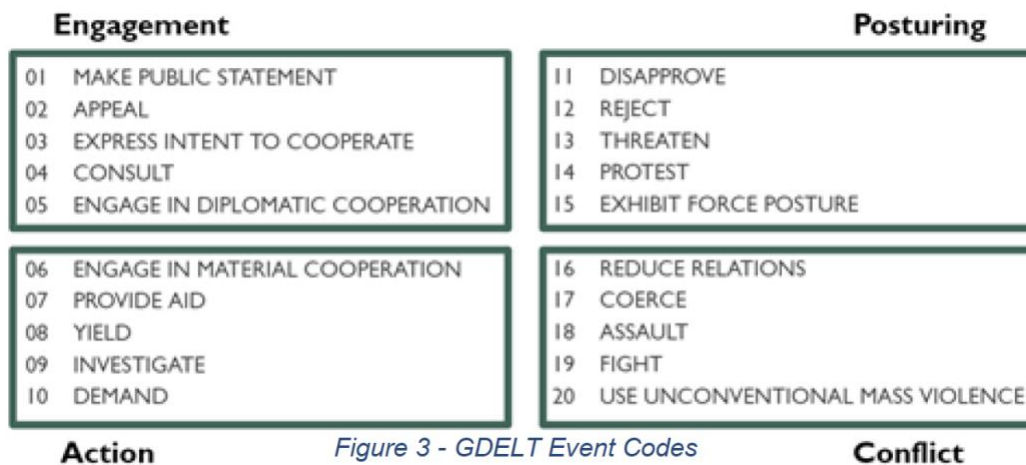 Engagement
01 MAKE PUBLIC STATEMENT
02 APPEAL
03 EXPRESS INTENT TO COOPERATE
04 CONSULT
05 ENGAGE IN DIPLOMATIC COOPERATION
Posturing
11 DISAPPROVE
12 REJECT
13 THREATEN
14 PROTEST
15 EXHIBIT FORCE POSTURE
06 ENGAGE IN MATERIAL COOPERATION
07 PROVIDE AID
08 YIELD
09 INVESTIGATE
10 DEMAND
Action
16 REDUCE RELATIONS
17 COERCE
18 ASSAULT
19 FIGHT
20 USE UNCONVENTIONAL MASS VIOLENCE
Conflict
Figure 3 - GDELT Event Codes